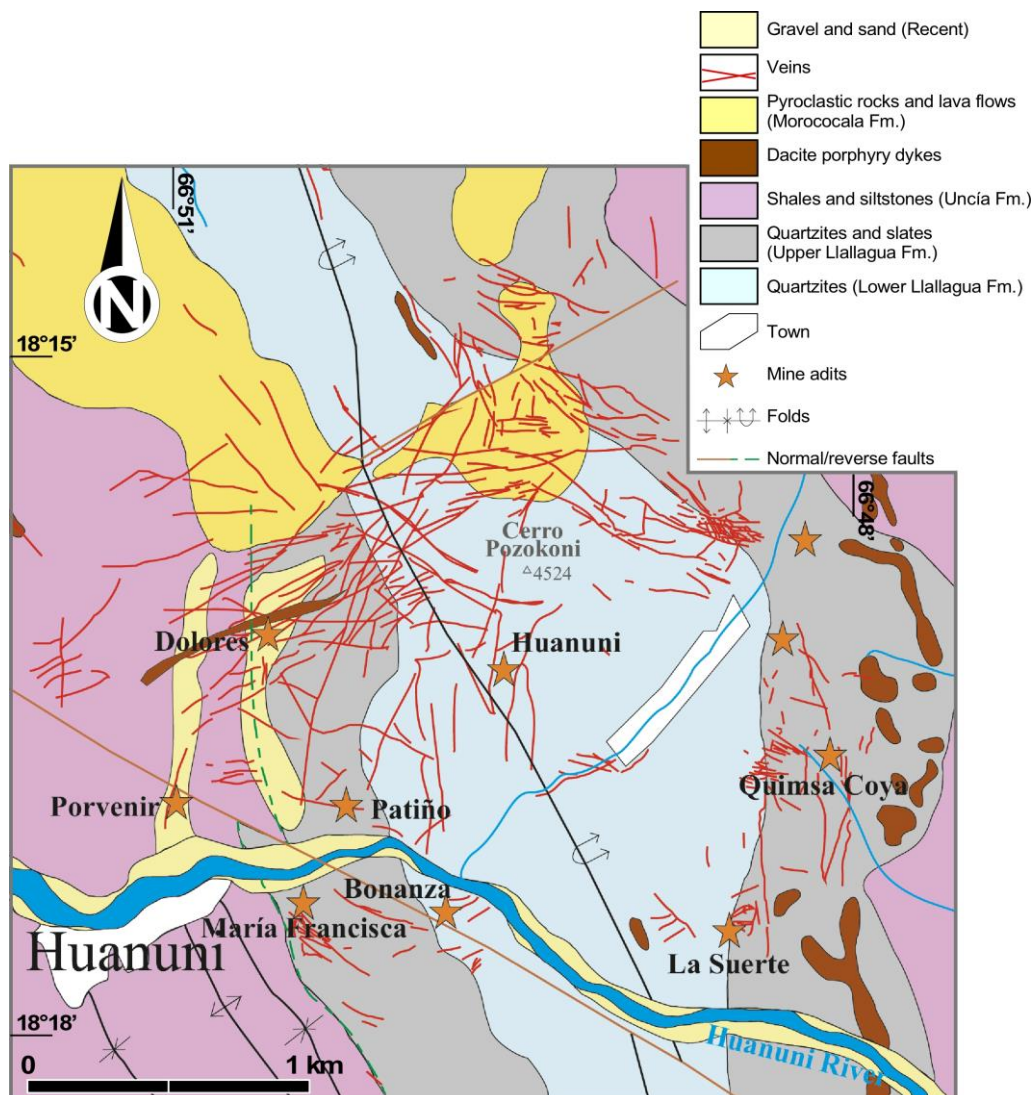 Gravel and sand (Recent)
Veins
Pyroclastic rocks and lava flows
(Morococala Fm.)
Dacite porphyry dykes
Shales and siltstones (Uncía Fm.)
Quartzites and slates
(Upper Llallagua Fm.)
Quartzites (Lower Llallagua Fm.)
Town
Mine adits
Folds
Normal/reverse faults
66°51'
N
18°15'
66°48'
Cerro
Pozokoni
4524
Dolores
Huanuni
Porvenir
Patiño
Quimsa Coya
Bonanza
María Francisca
Huanuni
La Suerte
18°18'
Huanuni River
0 1 km